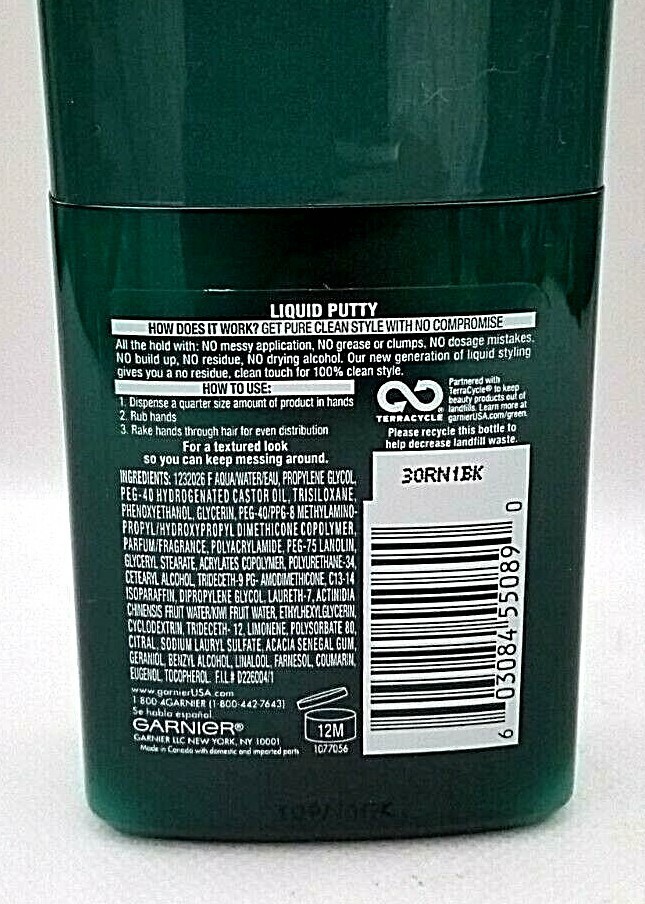 LIQUID PUTTY
HOW DOES IT WORK? GET PURE CLEAN STYLE WITH NO COMPROMISE
All the hold with: NO messy application, NO grease or clumps, NO dosage mistakes.
NO build up, NO residue, NO drying alcohol. Our new generation of liquid styling
gives you a no residue, clean touch for 100% clean style.
HOW TO USE:
1. Dispense a quarter size amount of product in hands
2. Rub hands
3. Rake hands through hair for even distribution
For a textured look
so you can keep messing around.
Partnered with
TerraCycle® to keep
beauty products out of
landfills. Learn more at
garnierUSA.com/green.
TERRACYCLE®
Please recycle this bottle to
help decrease landfill waste.
INGREDIENTS: 1232026 F AQUA/WATER/EAU, PROPYLENE GLYCOL,
PEG-40 HYDROGENATED CASTOR OIL, TRISILOXANE,
PHENOXYETHANOL, GLYCERIN, PEG-40/PPG-8 METHYLAMINO-
PROPYL/HYDROXYPROPYL DIMETHICONE COPOLYMER,
PARFUM/FRAGRANCE, POLYACRYLAMIDE, PEG-75 LANOLIN,
GLYCERYL STEARATE, ACRYLATES COPOLYMER, POLYURETHANE-34,
CETEARYL ALCOHOL, TRIDECETH-9 PG- AMODIMETHICONE, C13-14
ISOPARAFFIN, DIPROPYLENE GLYCOL, LAURETH-7, ACTINIDIA
CHINENSIS FRUIT WATER/KIWI FRUIT WATER, ETHYLHEXYLGLYCERIN,
CYCLODEXTRIN, TRIDECETH- 12, LIMONENE, POLYSORBATE 80,
CITRAL, SODIUM LAURYL SULFATE, ACACIA SENEGAL GUM,
GERANIOL, BENZYL ALCOHOL, LINALOOL, FARNESOL, COUMARIN,
EUGENOL, TOCOPHEROL. F.I.L.# D226004/1
www.garnierUSA.com
1·800·4GARNIER (1·800·442·7643)
Se habla español
GARNIER®
GARNIER LLC NEW YORK, NY 10001
Made in Canada with domestic and imported parts
12M
1077056
30RN1BK
6 03084 55089 0